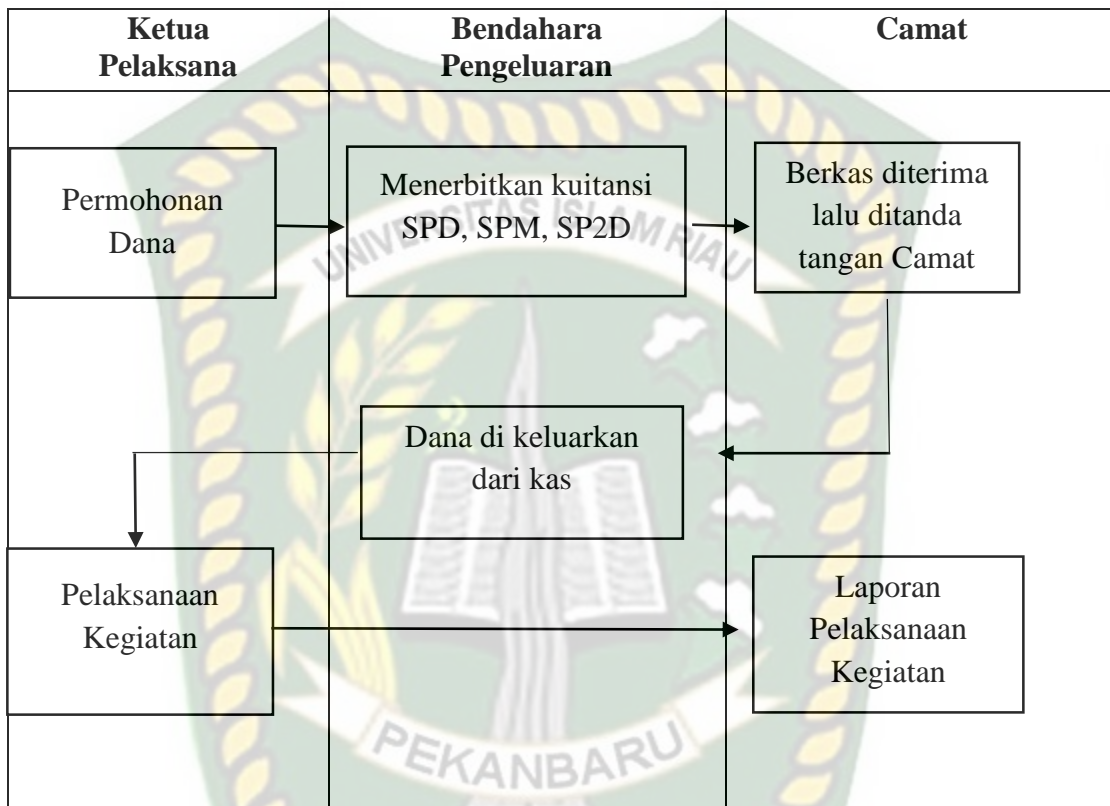 Ketua
Pelaksana
Bendahara
Pengeluaran
Camat
Permohonan
Dana
Menerbitkan kuitansi
SPD, SPM, SP2D
Berkas diterima
lalu ditanda
tangan Camat
UNIVERSITAS ISLAM RIAU
Dana di keluarkan
dari kas
Pelaksanaan
Kegiatan
Laporan
Pelaksanaan
Kegiatan
PEKANBARU